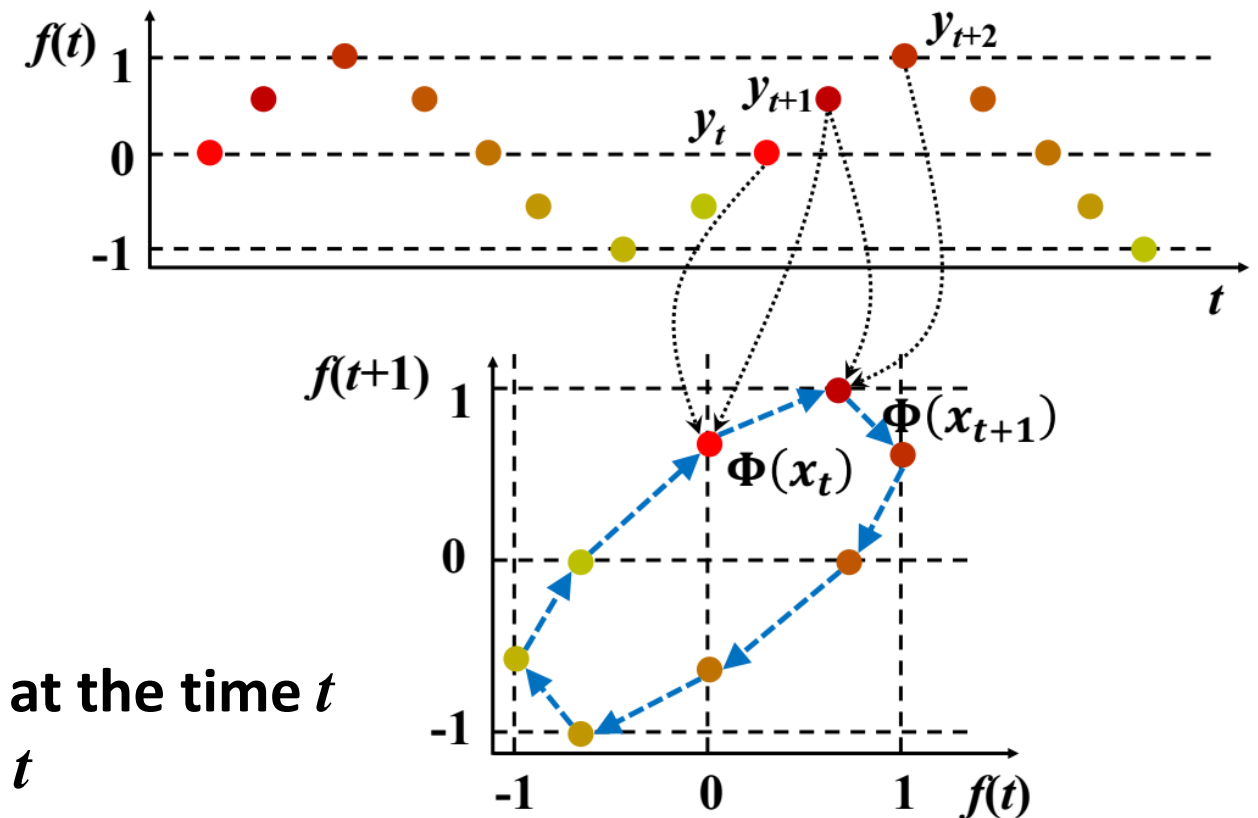 f(t)
1
0
-1
y_t
y_{t+1}
y_{t+2}
t
f(t+1)
1
0
-1
Φ(x_t)
Φ(x_{t+1})
-1 0 1 f(t)
at the time t
t